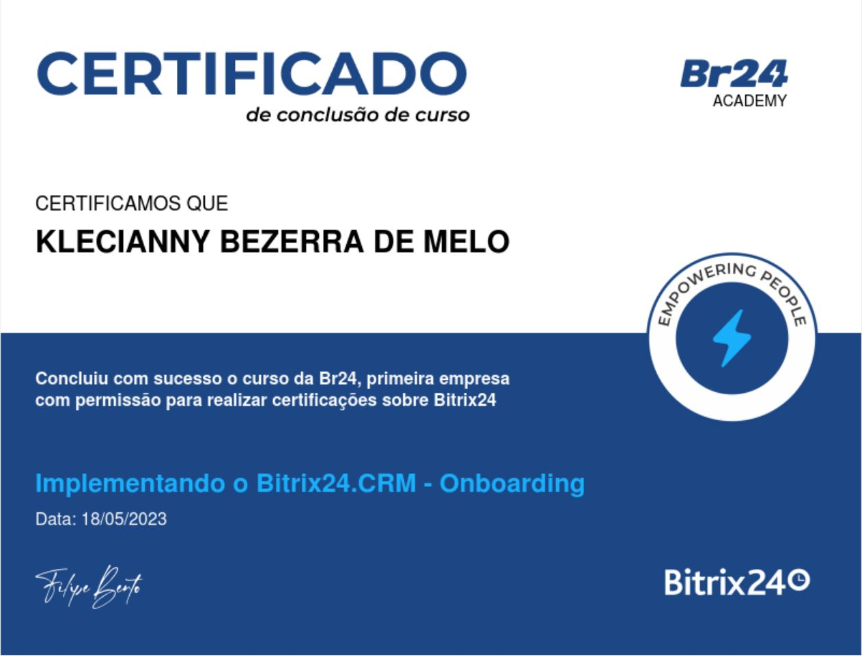 CERTIFICADO
de conclusão de curso
Br24
ACADEMY
CERTIFICAMOS QUE
KLECIANNY BEZERRA DE MELO
EMPOWERING PEOPLE
Concluiu com sucesso o curso da Br24, primeira empresa
com permissão para realizar certificações sobre Bitrix24
Implementando o Bitrix24.CRM - Onboarding
Data: 18/05/2023
Filipe Bento
Bitrix24